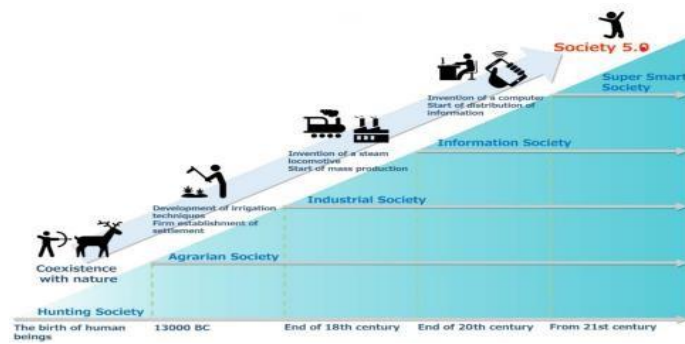 Society 5.0
Super Smart
Society
Invention of a computer
Start of distribution of
information
Information Society
Invention of a steam
locomotive
Start of mass production
Industrial Society
Development of irrigation
techniques
Firm establishment of
settlement
Agrarian Society
Coexistence
with nature
Hunting Society
The birth of human
beings
13000 BC
End of 18th century
End of 20th century
From 21st century